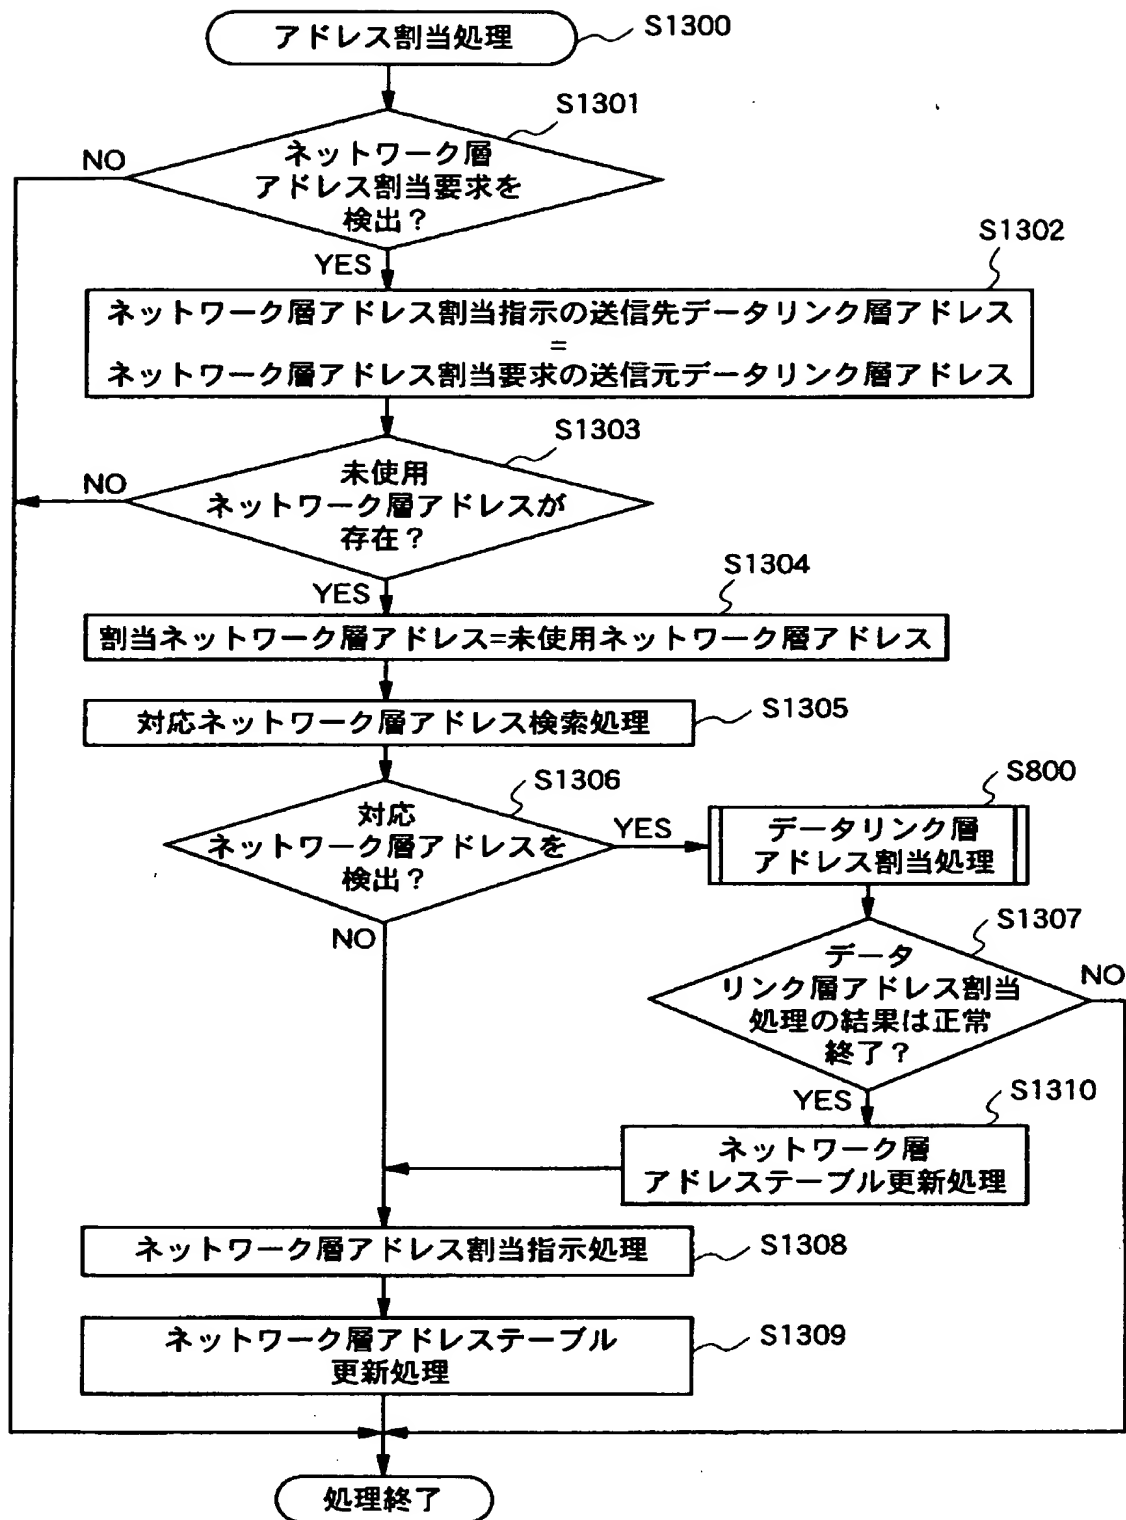 アドレス割当処理
S1300
S1301
NO
ネットワーク層
アドレス割当要求を
検出？
YES
S1302
ネットワーク層アドレス割当指示の送信先データリンク層アドレス
=
ネットワーク層アドレス割当要求の送信元データリンク層アドレス
S1303
NO
未使用
ネットワーク層アドレスが
存在？
YES
S1304
割当ネットワーク層アドレス=未使用ネットワーク層アドレス
対応ネットワーク層アドレス検索処理
S1305
S1306
対応
ネットワーク層アドレスを
検出？
YES
NO
S800
データリンク層
アドレス割当処理
S1307
データ
リンク層アドレス割当
処理の結果は正常
終了？
NO
YES
S1310
ネットワーク層
アドレステーブル更新処理
ネットワーク層アドレス割当指示処理
S1308
ネットワーク層アドレステーブル
更新処理
S1309
処理終了